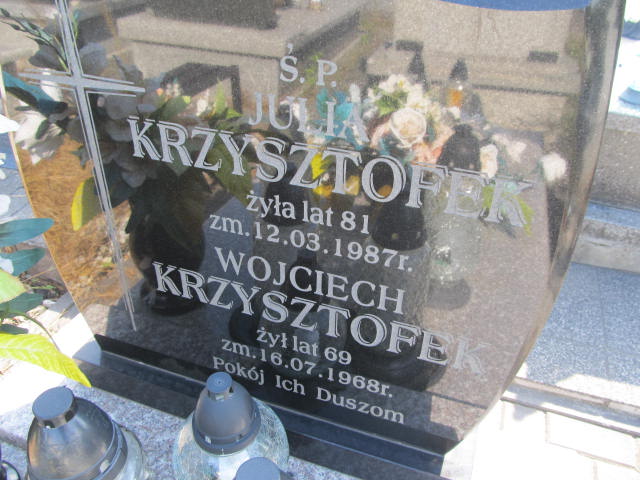 Ś. P.
JULIA
KRZYSZTOFEK
żyła lat 81
zm.12.03.1987r.
WOJCIECH
KRZYSZTOFEK
żył lat 69
zm.16.07.1968r.
Pokój Ich Duszom